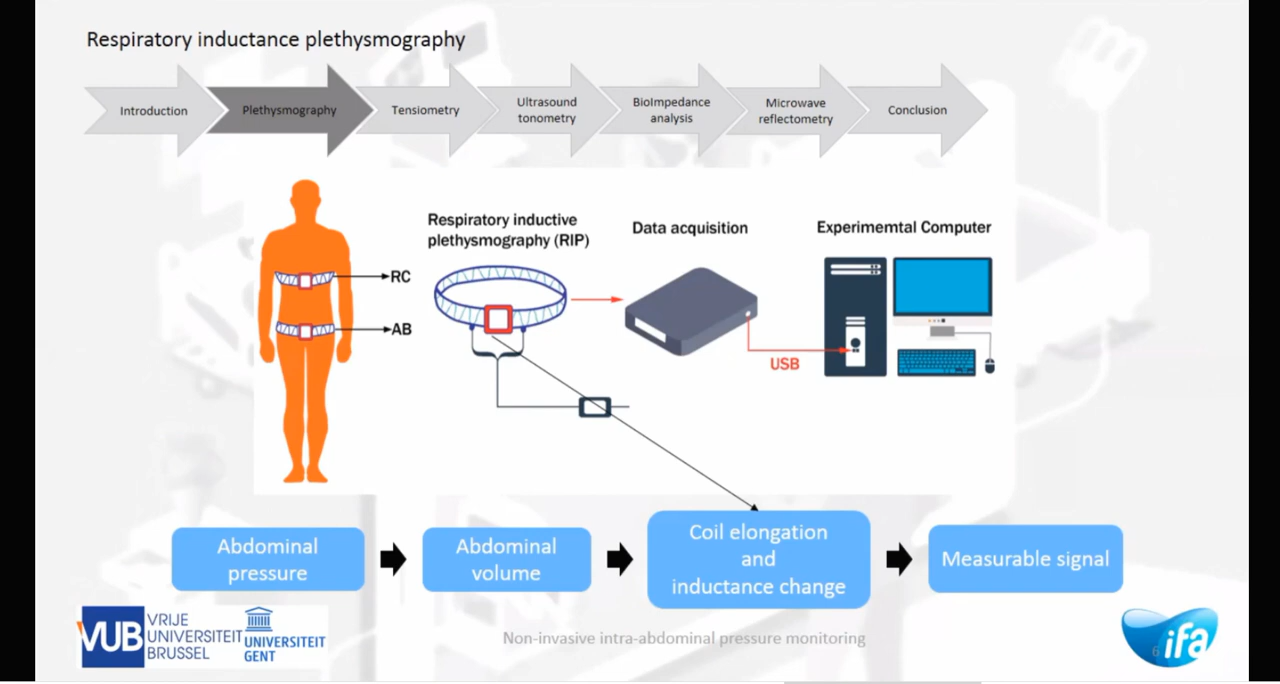 Respiratory inductance plethysmography
Introduction
Plethysmography
Tensiometry
Ultrasound
tonometry
BioImpedance
analysis
Microwave
reflectometry
Conclusion
RC
AB
Respiratory inductive
plethysmography (RIP)
Data acquisition
Experimemtal Computer
USB
Abdominal
pressure
Abdominal
volume
Coil elongation
and
inductance change
Measurable signal
VUB
VRIJE
UNIVERSITEIT
BRUSSEL
UNIVERSITEIT
GENT
Non-invasive intra-abdominal pressure monitoring
6
ifa